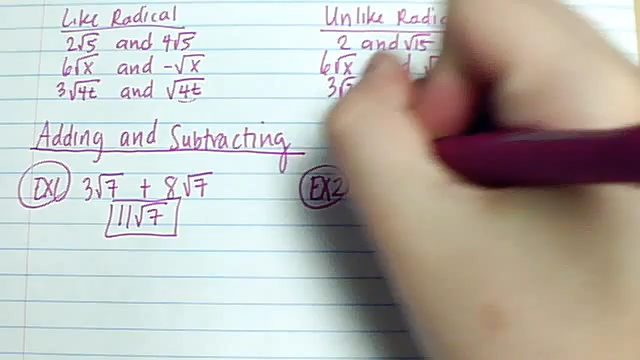 Like Radical
2√5 and 4√5
6√x and -√x
3√4t and √4t
Unlike
2 and √15
6√x
3
Adding and Subtracting
EX1 3√7 + 8√7
11√7
EX2